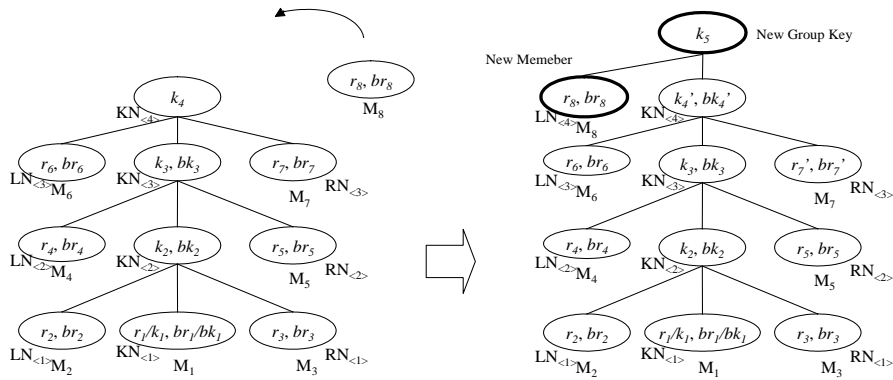 k5
New Group Key
New Memeber
r8, br8
M8
k4
KN<4>
r6, br6
LN<3>
M6
k3, bk3
KN<3>
r7, br7
M7
RN<3>
r4, br4
LN<2>
M4
k2, bk2
KN<2>
r5, br5
M5
RN<2>
r2, br2
LN<1>
M2
r1/k1, br1/bk1
KN<1>
M1
r3, br3
M3
RN<1>
r8, br8
LN<4>
M8
k4’, bk4’
KN<4>
r6, br6
LN<3>
M6
k3, bk3
KN<3>
r7’, br7’
M7
RN<3>
r4, br4
LN<2>
M4
k2, bk2
KN<2>
r5, br5
M5
RN<2>
r2, br2
LN<1>
M2
r1/k1, br1/bk1
KN<1>
M1
r3, br3
M3
RN<1>